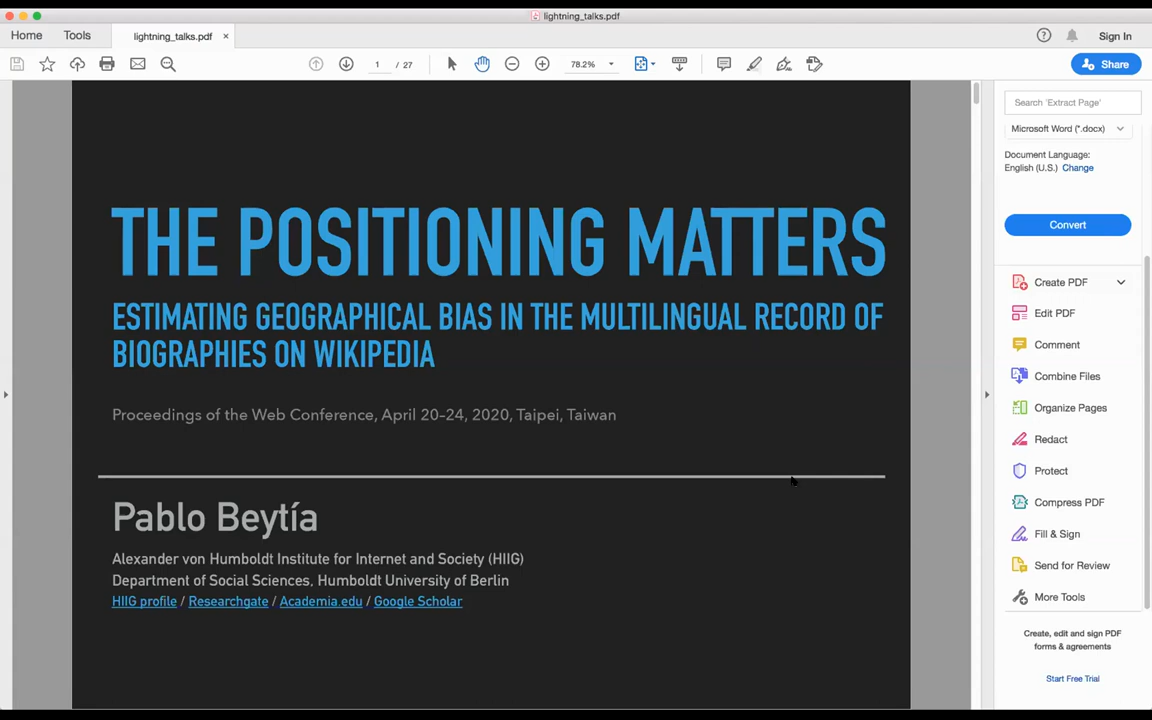 lightning_talks.pdf
Home Tools lightning_talks.pdf × Sign In
1 / 27 78.2% Share
Search 'Extract Page'
Microsoft Word (*.docx)
Document Language:
English (U.S.) Change
Convert
Create PDF
Edit PDF
Comment
Combine Files
Organize Pages
Redact
Protect
Compress PDF
Fill & Sign
Send for Review
More Tools
Create, edit and sign PDF
forms & agreements
Start Free Trial
THE POSITIONING MATTERS
ESTIMATING GEOGRAPHICAL BIAS IN THE MULTILINGUAL RECORD OF
BIOGRAPHIES ON WIKIPEDIA
Proceedings of the Web Conference, April 20–24, 2020, Taipei, Taiwan
Pablo Beytía
Alexander von Humboldt Institute for Internet and Society (HIIG)
Department of Social Sciences, Humboldt University of Berlin
HIIG profile / Researchgate / Academia.edu / Google Scholar